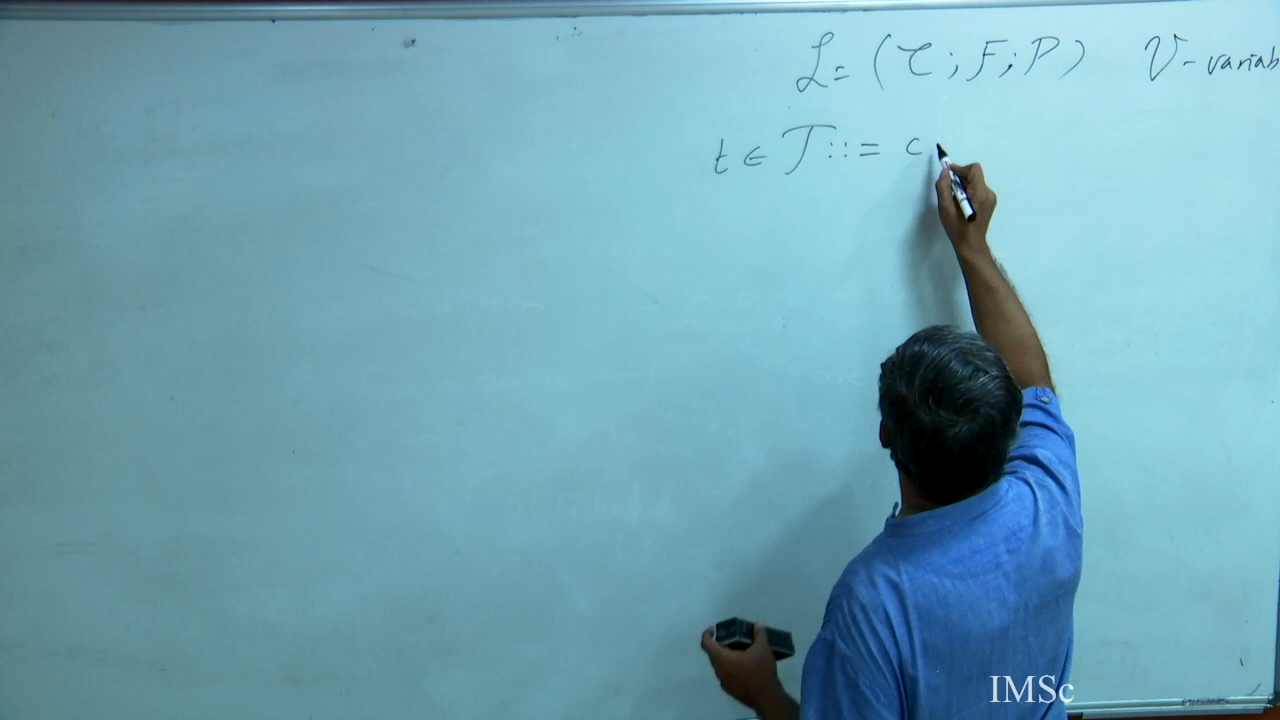 ℒ = (𝒞 ; F ; P) 𝒱 - variab
t ∈ 𝒯 ::= c
IMSc